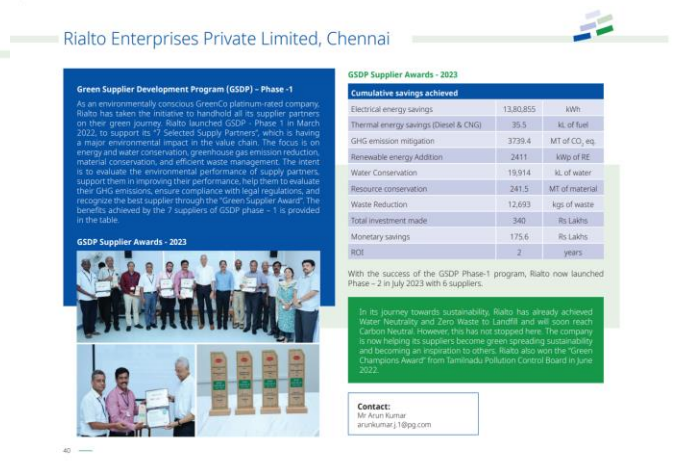 Rialto Enterprises Private Limited, Chennai
Green Supplier Development Program (GSDP) – Phase -1
As an environmentally conscious GreenCo platinum-rated company,
Rialto has taken the initiative to handhold all its supplier partners
on their green journey. Rialto launched GSDP - Phase 1 in March
2022, to support its "7 Selected Supply Partners", which is having
a major environmental impact in the value chain. The focus is on
energy and water conservation, greenhouse gas emission reduction,
material conservation, and efficient waste management. The intent
is to evaluate the environmental performance of supply partners,
support them in improving their performance, help them to evaluate
their GHG emissions, ensure compliance with legal regulations, and
recognize the best supplier through the "Green Supplier Award". The
benefits achieved by the 7 suppliers of GSDP phase – 1 is provided
in the table.
GSDP Supplier Awards - 2023
GSDP Supplier Awards - 2023
Cumulative savings achieved
Electrical energy savings 13,80,855 kWh
Thermal energy savings (Diesel & CNG) 35.5 kL of fuel
GHG emission mitigation 3739.4 MT of CO2 eq.
Renewable energy Addition 2411 kWp of RE
Water Conservation 19,914 kL of water
Resource conservation 241.5 MT of material
Waste Reduction 12,693 kgs of waste
Total investment made 340 Rs Lakhs
Monetary savings 175.6 Rs Lakhs
ROI 2 years
With the success of the GSDP Phase-1 program, Rialto now launched
Phase – 2 in July 2023 with 6 suppliers.
In its journey towards sustainability, Rialto has already achieved
Water Neutrality and Zero Waste to Landfill and will soon reach
Carbon Neutral. However, this has not stopped here. The company
is now helping its suppliers become green spreading sustainability
and becoming an inspiration to others. Rialto also won the "Green
Champions Award" from Tamilnadu Pollution Control Board in June
2022.
Contact:
Mr Arun Kumar
arunkumar.j.1@pg.com
40